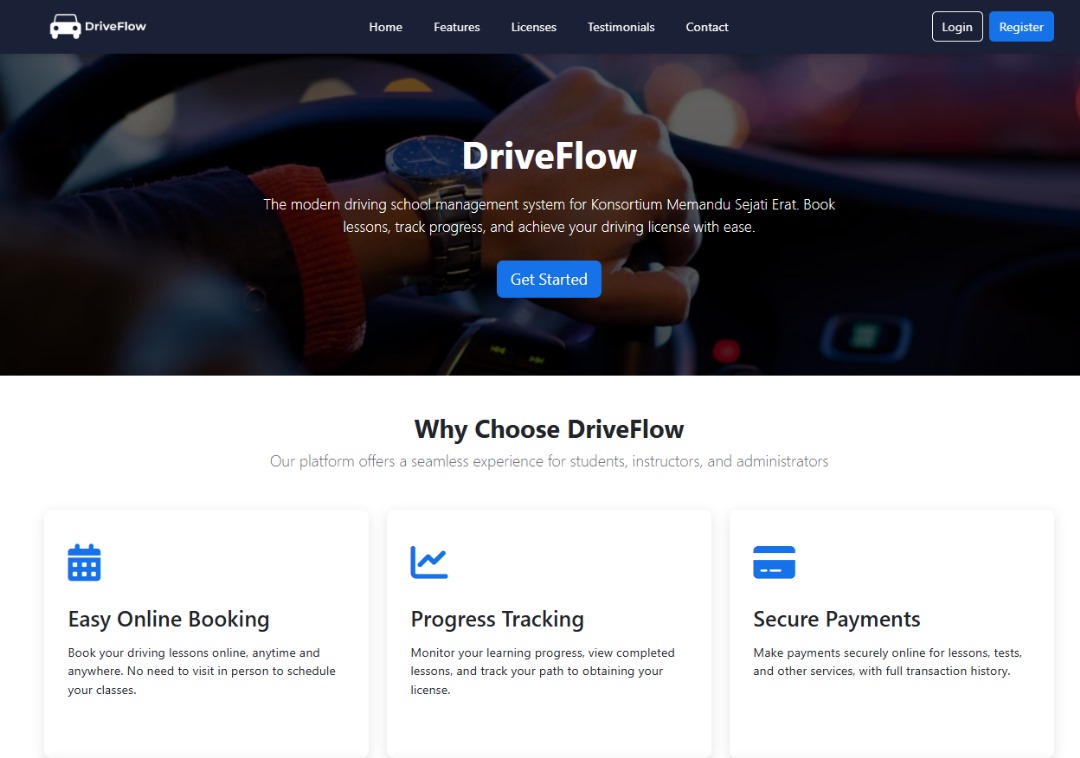 DriveFlow
Home Features Licenses Testimonials Contact
Login Register
DriveFlow
The modern driving school management system for Konsortium Memandu Sejati Erat. Book
lessons, track progress, and achieve your driving license with ease.
Get Started
Why Choose DriveFlow
Our platform offers a seamless experience for students, instructors, and administrators
Easy Online Booking
Book your driving lessons online, anytime and
anywhere. No need to visit in person to schedule
your classes.
Progress Tracking
Monitor your learning progress, view completed
lessons, and track your path to obtaining your
license.
Secure Payments
Make payments securely online for lessons, tests,
and other services, with full transaction history.